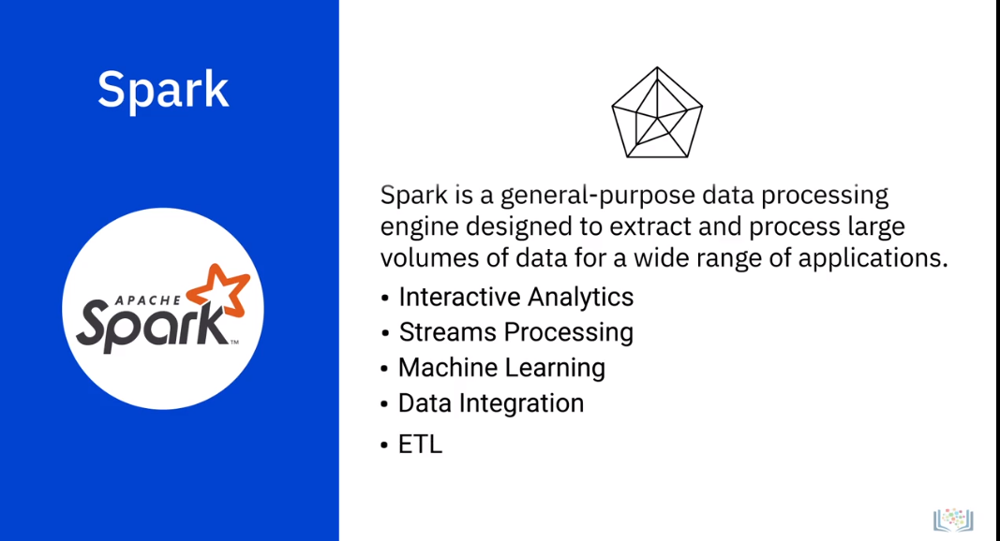 Spark
APACHE
Spark™
Spark is a general-purpose data processing
engine designed to extract and process large
volumes of data for a wide range of applications.
• Interactive Analytics
• Streams Processing
• Machine Learning
• Data Integration
• ETL